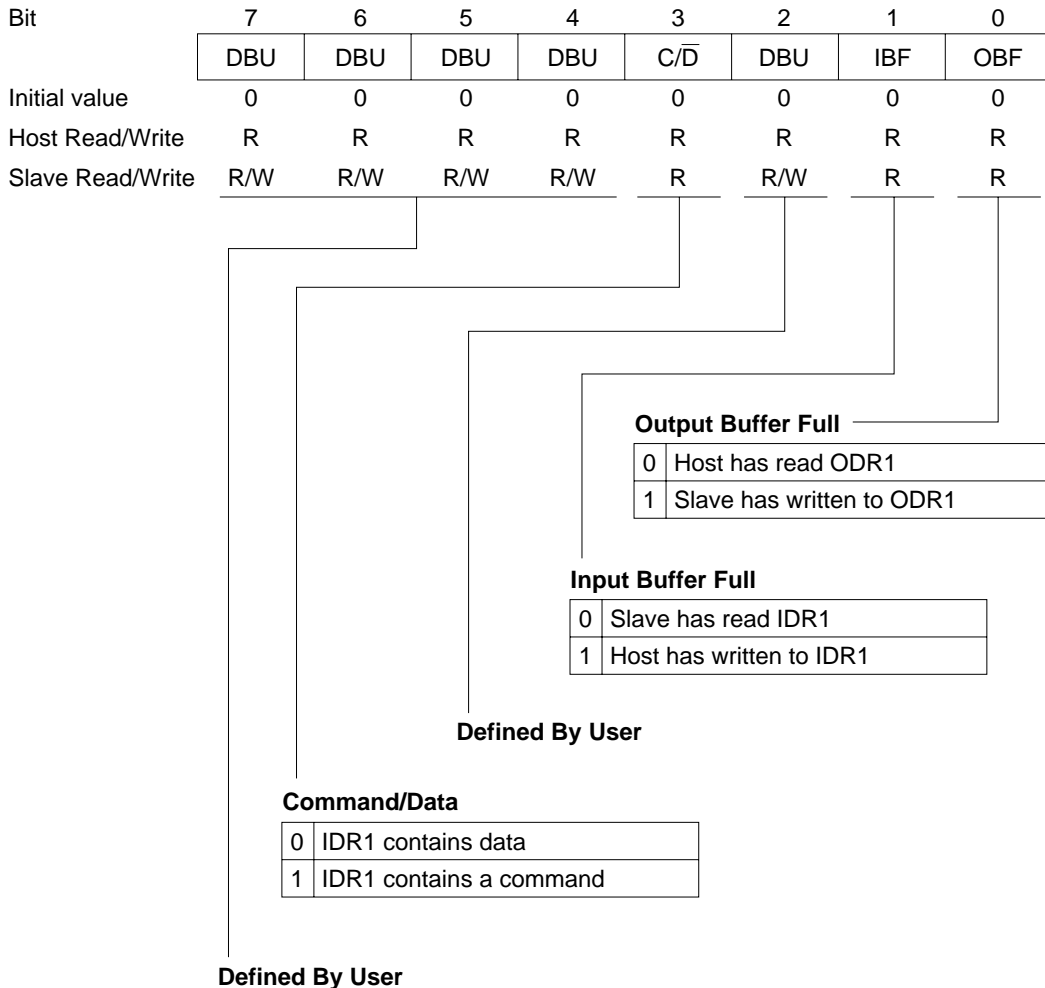 Bit 7 6 5 4 3 2 1 0
DBU DBU DBU DBU C/D̅ DBU IBF OBF
Initial value 0 0 0 0 0 0 0 0
Host Read/Write R R R R R R R R
Slave Read/Write R/W R/W R/W R/W R R/W R R
Output Buffer Full
0 Host has read ODR1
1 Slave has written to ODR1
Input Buffer Full
0 Slave has read IDR1
1 Host has written to IDR1
Defined By User
Command/Data
0 IDR1 contains data
1 IDR1 contains a command
Defined By User